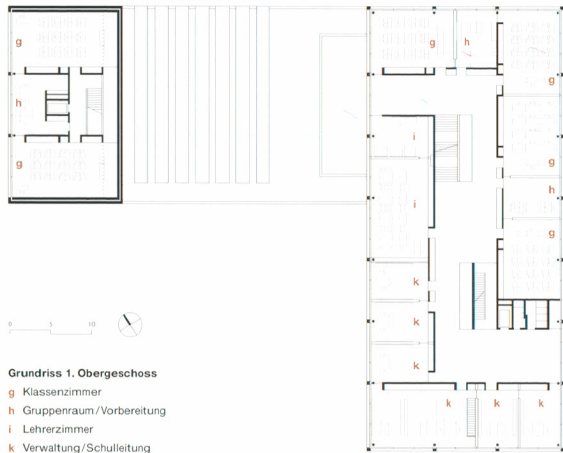 g
h
g
g h
g
h
i
g
i
h
g
k
k
k
k k k
0 5 10
Grundriss 1. Obergeschoss
g Klassenzimmer
h Gruppenraum / Vorbereitung
i Lehrerzimmer
k Verwaltung / Schulleitung